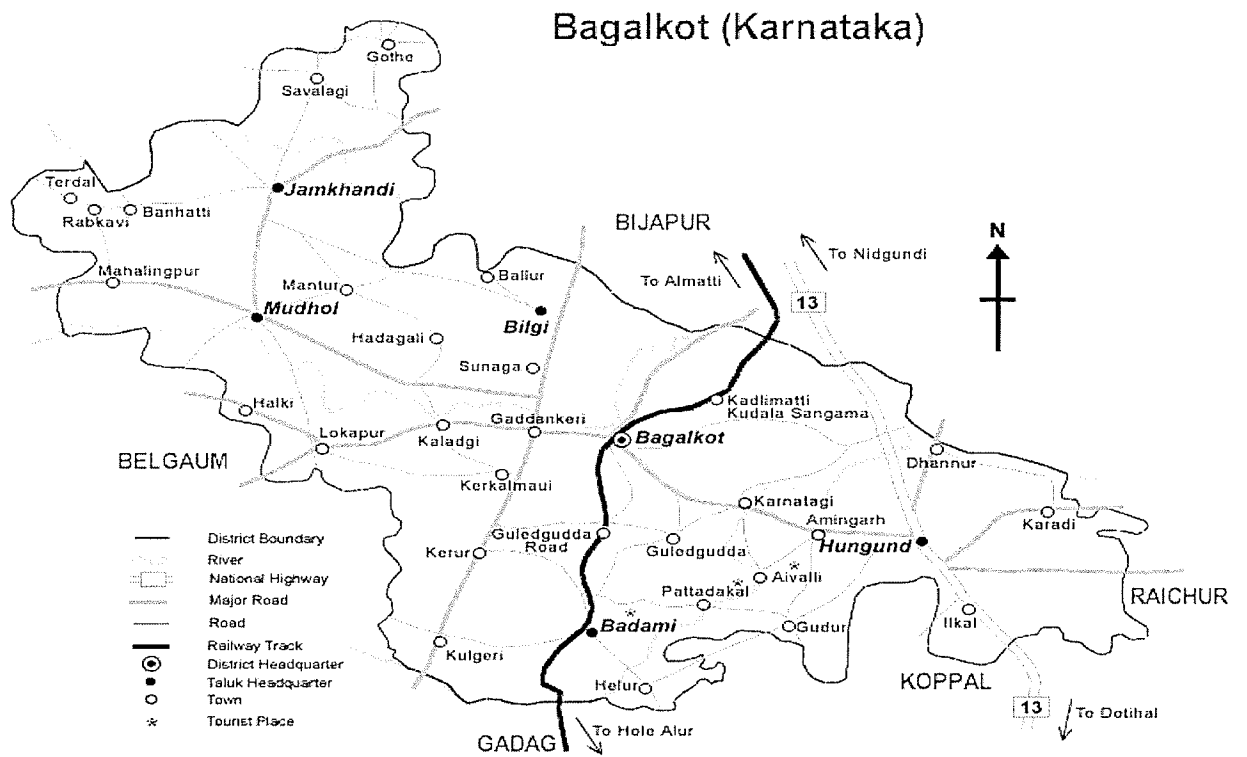 Bagalkot (Karnataka)
Gothe
Savalagi
Jamkhandi
Terdal
Rabkavi
Banhatti
BIJAPUR
N
To Nidgundi
To Almatti
13
Mahalingpur
Mantur
Ballur
Mudhol
Bilgi
Hadagali
Sunaga
Halki
Kadlimatti
Kudala Sangama
Gaddankeri
Lokapur
Kaladgi
Bagalkot
BELGAUM
Dhannur
Kerkalmaui
Karnatagi
Amingarh
Karadi
Guledgudda
Road
Guledgudda
Hungund
Kerur
Aivalli
Pattadakal
RAICHUR
Badami
Gudur
Ilkal
Kulgeri
KOPPAL
Helur
13
To Dotihal
To Hole Alur
GADAG
District Boundary
River
National Highway
Major Road
Road
Railway Track
District Headquarter
Taluk Headquarter
Town
Tourist Place